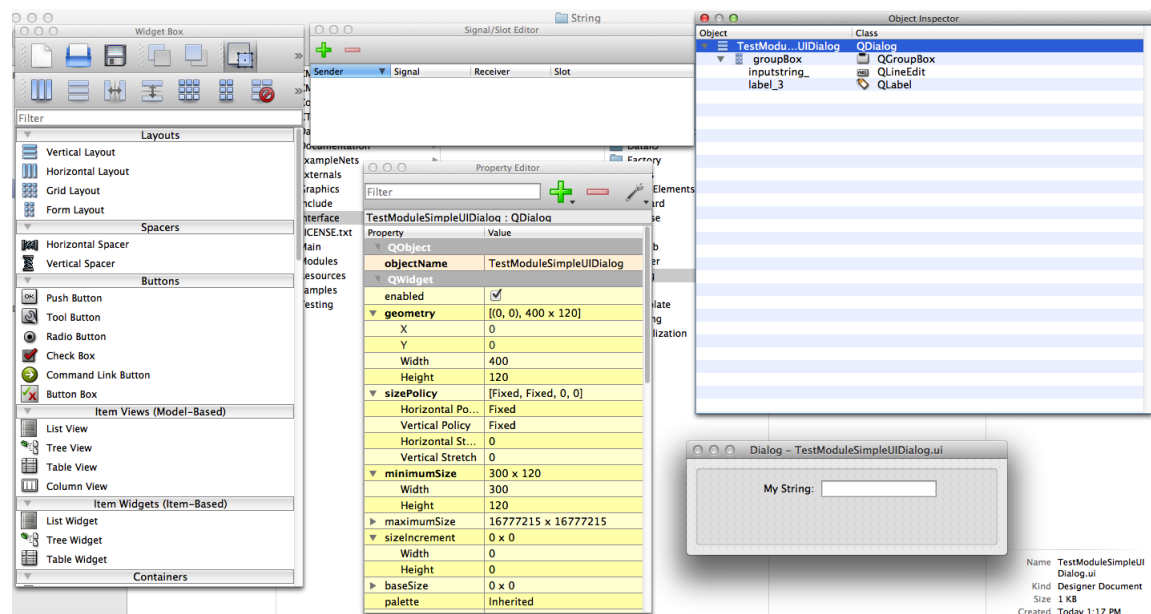 String
Widget Box
Filter
Layouts
Vertical Layout
Horizontal Layout
Grid Layout
Form Layout
Spacers
Horizontal Spacer
Vertical Spacer
Buttons
OK Push Button
Tool Button
Radio Button
Check Box
Command Link Button
Button Box
Item Views (Model-Based)
List View
Tree View
Table View
Column View
Item Widgets (Item-Based)
List Widget
Tree Widget
Table Widget
Containers
Signal/Slot Editor
Sender Signal Receiver Slot
Documentation
ExampleNets
Externals
Graphics
Include
Interface
LICENSE.txt
Main
Modules
Resources
Samples
Testing
DataIO
Factory
Elements
Property Editor
Filter
TestModuleSimpleUIDialog : QDialog
Property Value
QObject
objectName TestModuleSimpleUIDialog
QWidget
enabled
geometry [(0, 0), 400 x 120]
X 0
Y 0
Width 400
Height 120
sizePolicy [Fixed, Fixed, 0, 0]
Horizontal Po... Fixed
Vertical Policy Fixed
Horizontal St... 0
Vertical Stretch 0
minimumSize 300 x 120
Width 300
Height 120
maximumSize 16777215 x 16777215
sizeIncrement 0 x 0
Width 0
Height 0
baseSize 0 x 0
palette Inherited
Object Inspector
Object Class
TestModu...UIDialog QDialog
groupBox QGroupBox
inputstring_ QLineEdit
label_3 QLabel
Dialog - TestModuleSimpleUIDialog.ui
My String:
Name TestModuleSimpleUI
Dialog.ui
Kind Designer Document
Size 1 KB
Created Today 1:17 PM